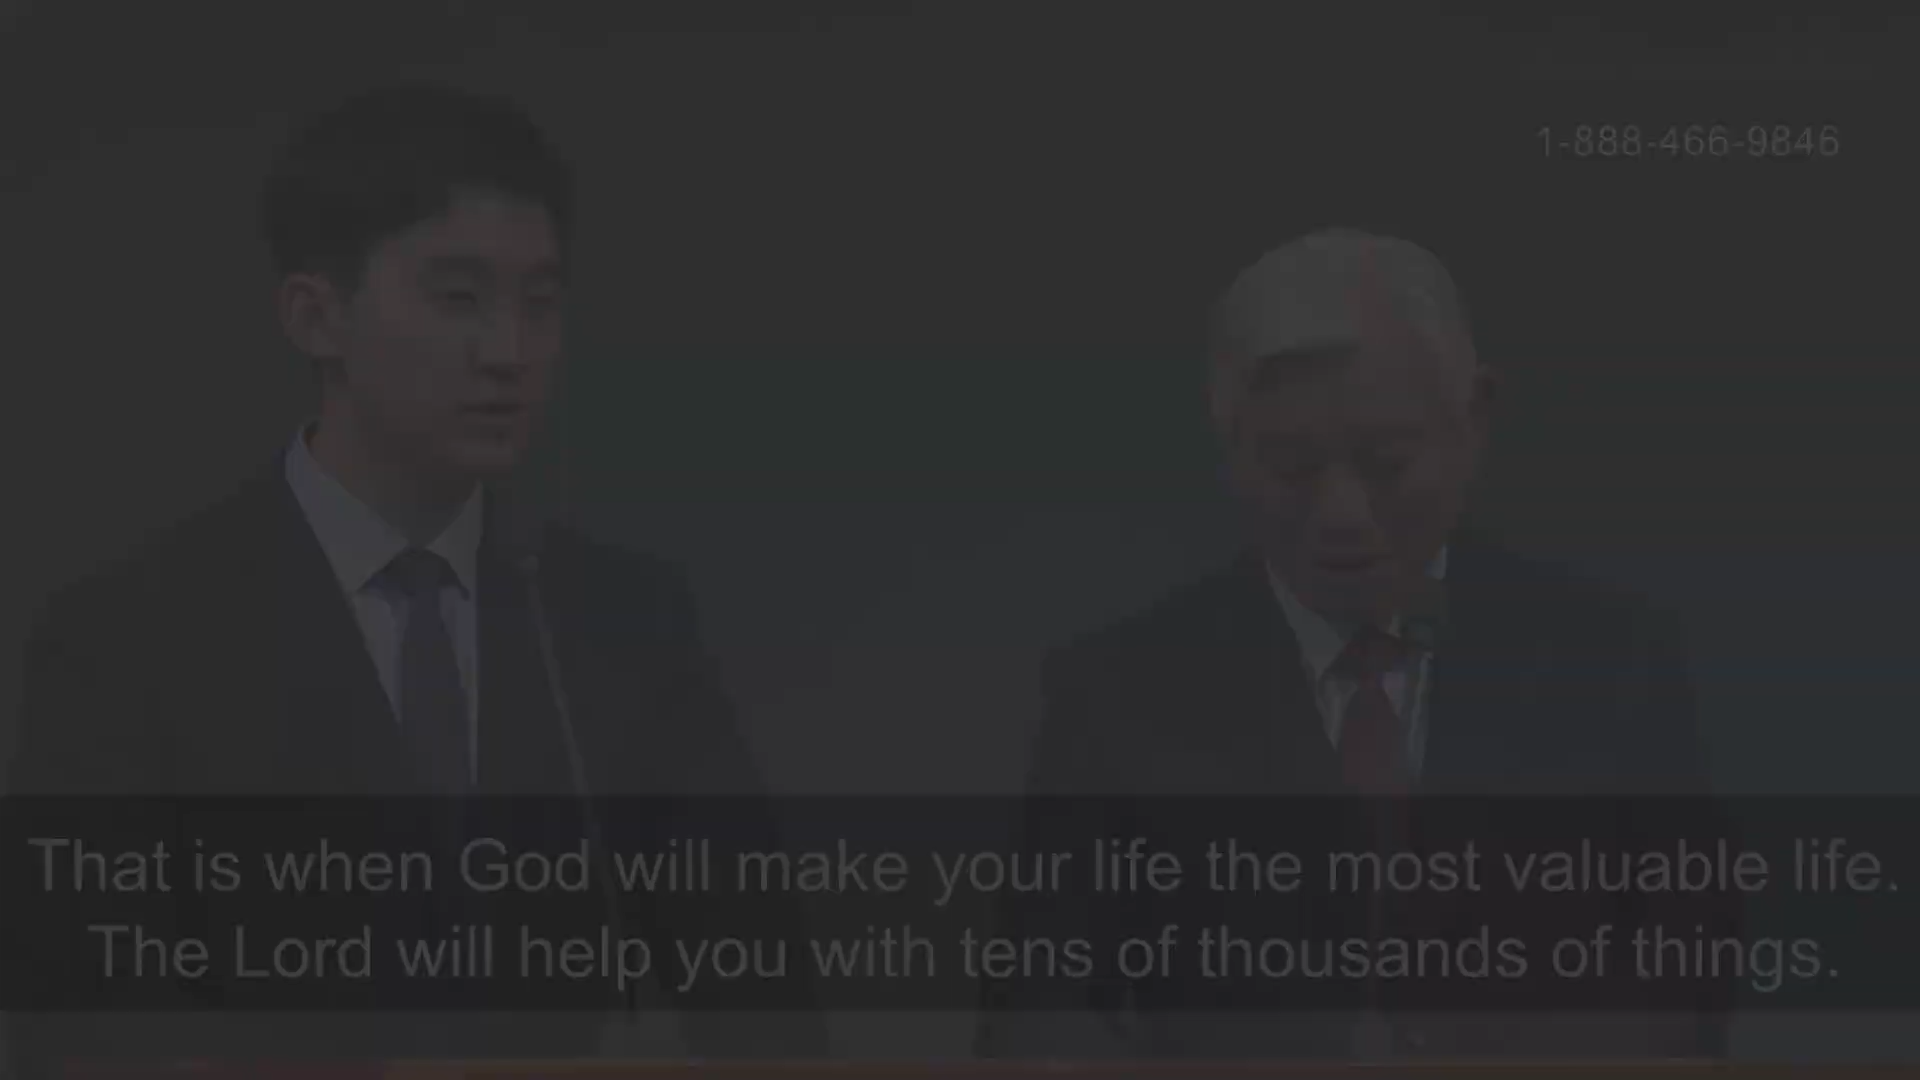 1-888-466-9846
That is when God will make your life the most valuable life.
The Lord will help you with tens of thousands of things.